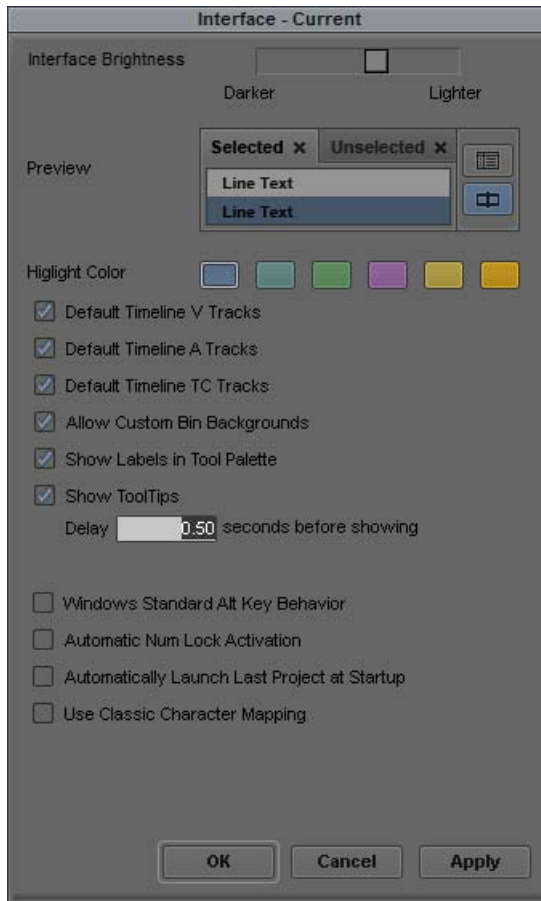 Interface - Current
Interface Brightness
Darker Lighter
Preview
Selected x Unselected x
Line Text
Line Text
Higlight Color
Default Timeline V Tracks
Default Timeline A Tracks
Default Timeline TC Tracks
Allow Custom Bin Backgrounds
Show Labels in Tool Palette
Show ToolTips
Delay 0.50 seconds before showing
Windows Standard Alt Key Behavior
Automatic Num Lock Activation
Automatically Launch Last Project at Startup
Use Classic Character Mapping
OK Cancel Apply